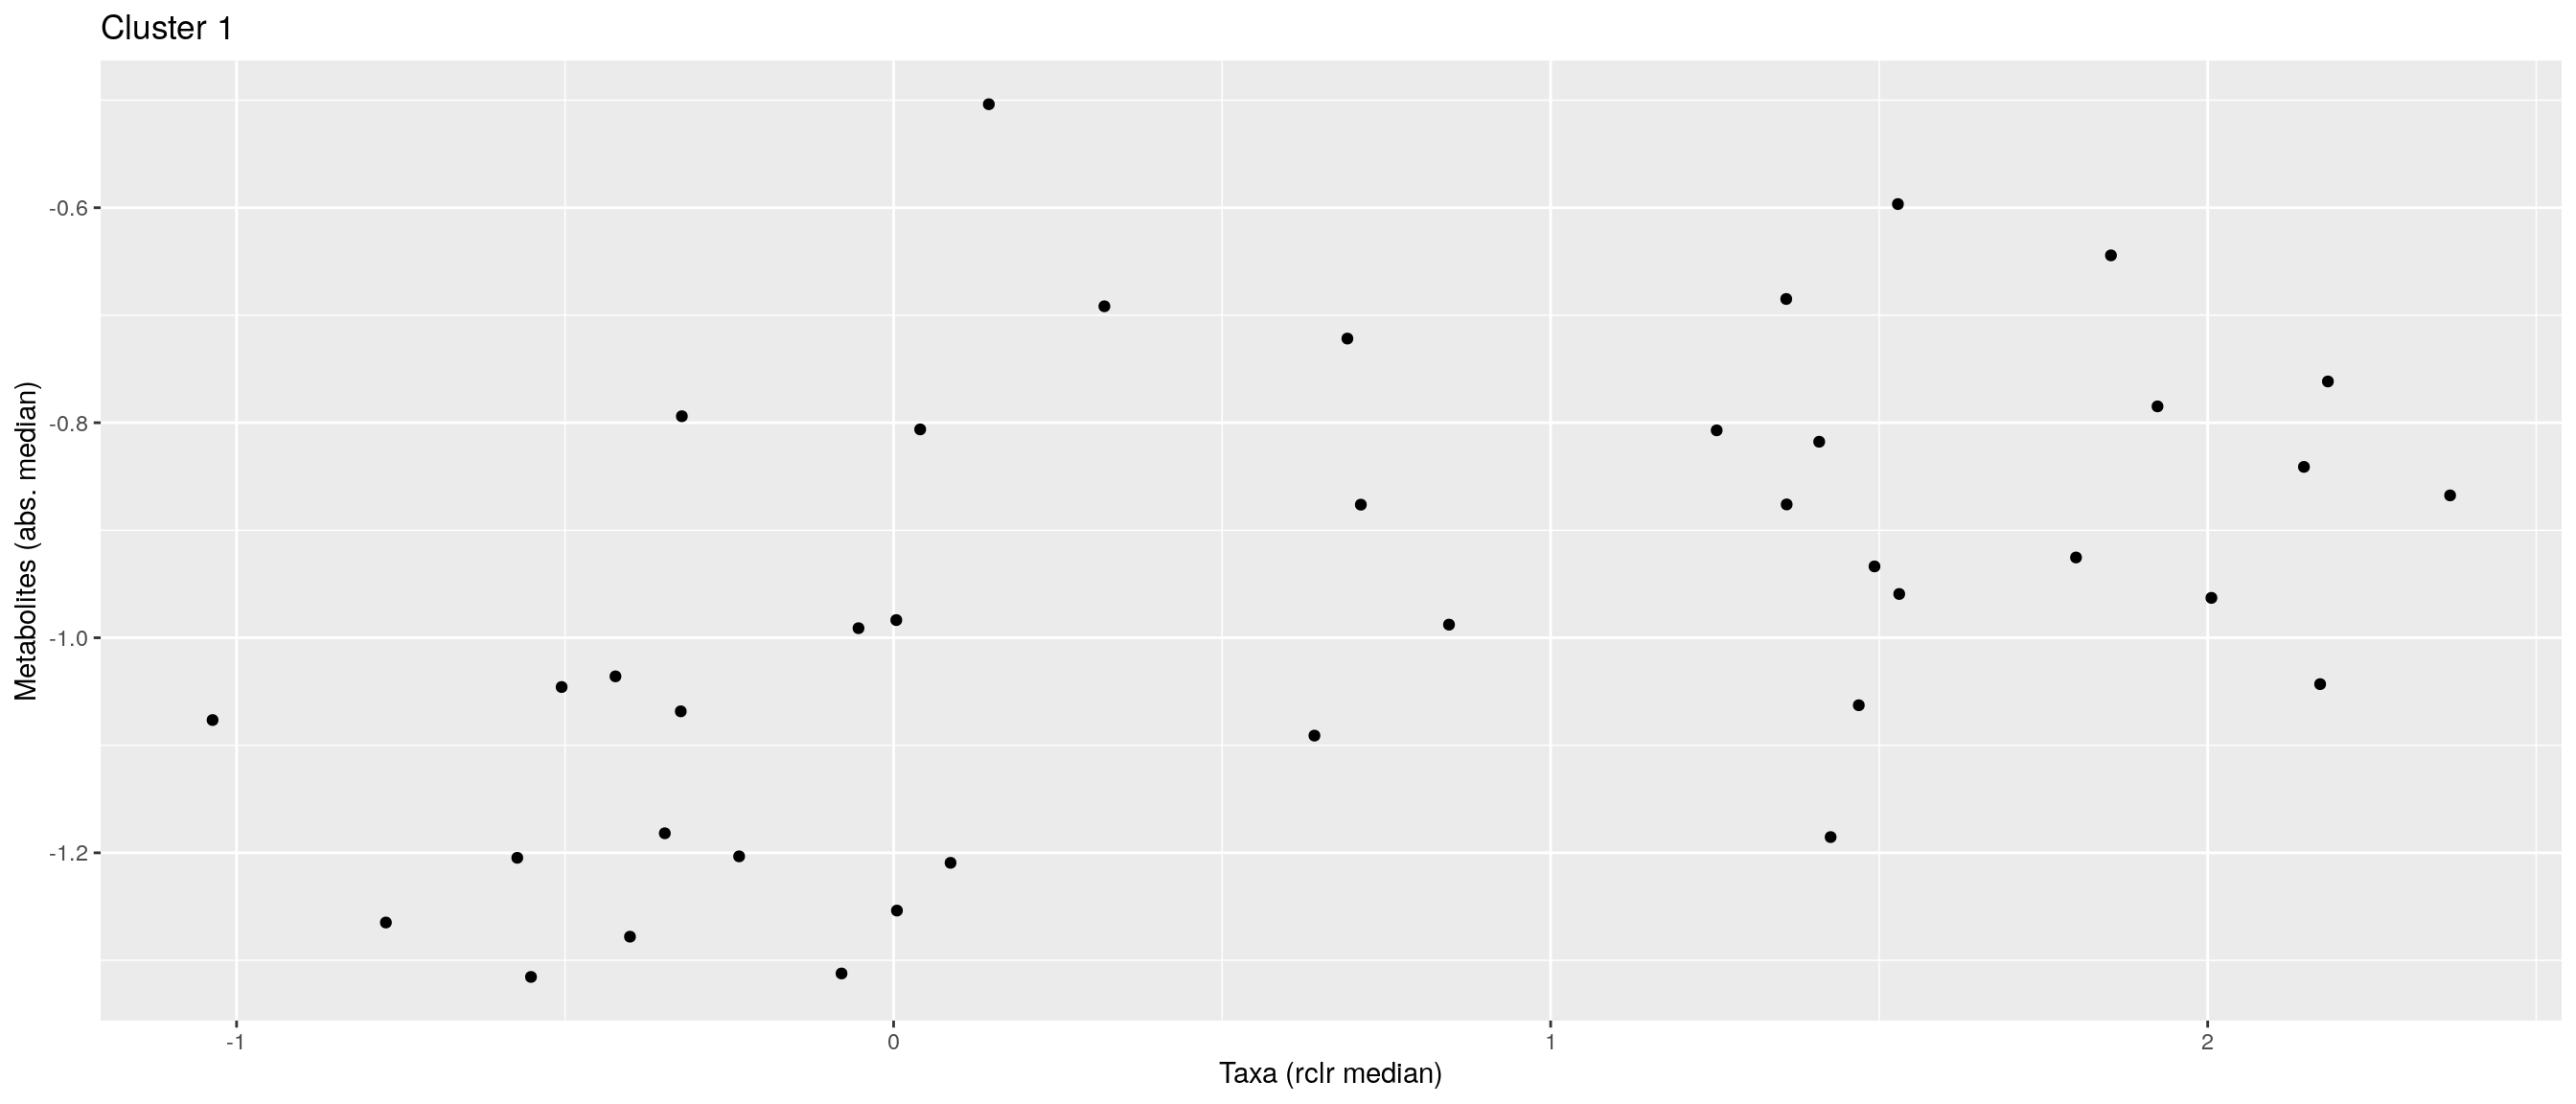 Cluster 1
Metabolites (abs. median)
-0.6
-0.8
-1.0
-1.2
-1
0
1
2
Taxa (rclr median)